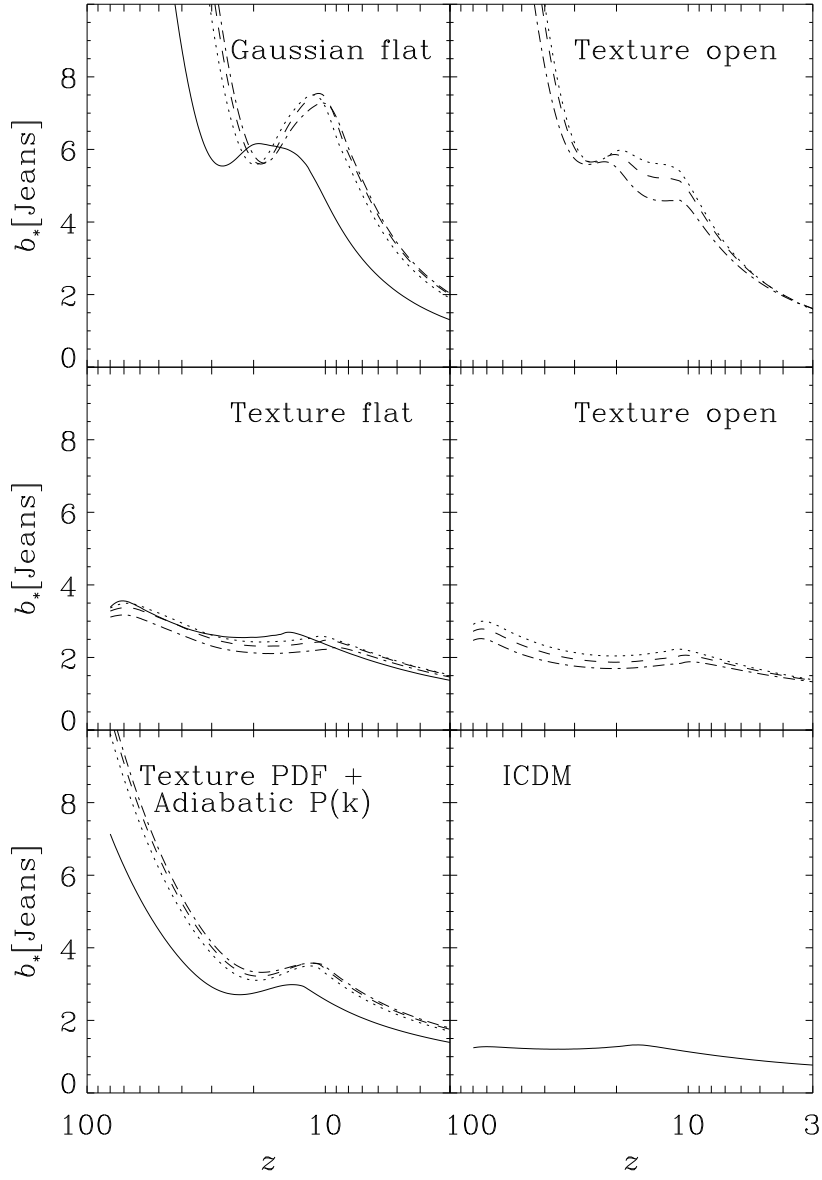 Gaussian flat
Texture open
8
6
4
2
0
b*[Jeans]
Texture flat
Texture open
8
6
4
2
0
b*[Jeans]
Texture PDF +
Adiabatic P(k)
ICDM
8
6
4
2
0
b*[Jeans]
100 10 100 10 3
z z